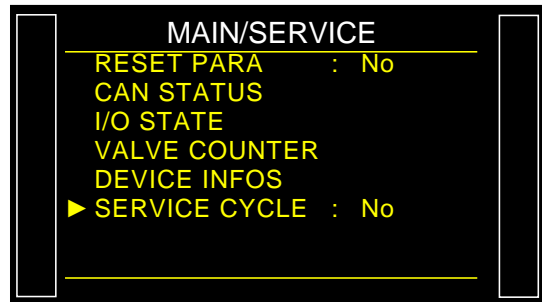 MAIN/SERVICE
RESET PARA : No
CAN STATUS
I/O STATE
VALVE COUNTER
DEVICE INFOS
► SERVICE CYCLE : No